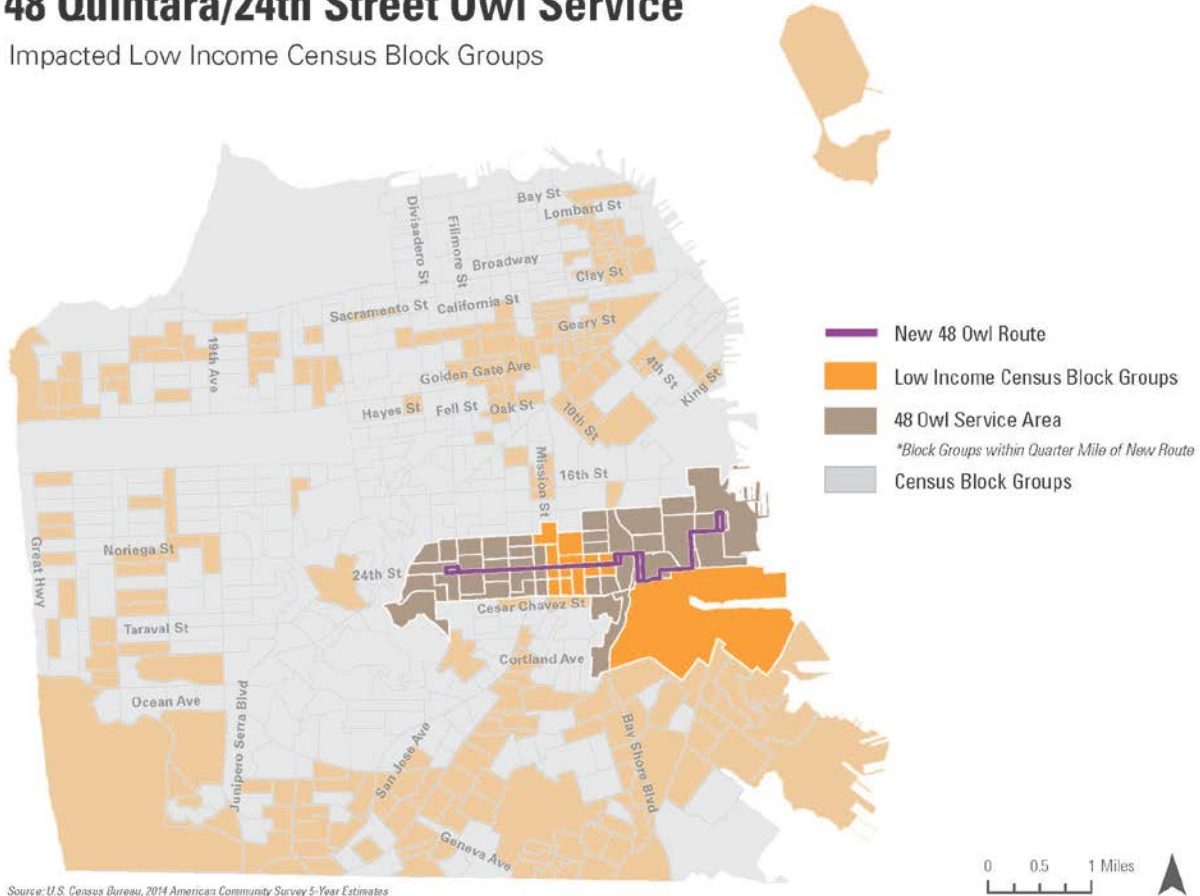 48 Quintara/24th Street Owl Service
Impacted Low Income Census Block Groups
Bay St
Lombard St
Divisadero St
Fillmore St
Broadway
Clay St
Sacramento St
California St
Geary St
19th Ave
Golden Gate Ave
4th St
King St
Hayes St
Fell St
Oak St
10th St
Mission St
16th St
Great Hwy
Noriega St
24th St
Cesar Chavez St
Taraval St
Cortland Ave
Ocean Ave
Junipero Serra Blvd
San Jose Ave
Bay Shore Blvd
Geneva Ave
New 48 Owl Route
Low Income Census Block Groups
48 Owl Service Area
*Block Groups within Quarter Mile of New Route
Census Block Groups
0 0.5 1 Miles
Source: U.S. Census Bureau, 2014 American Community Survey 5-Year Estimates